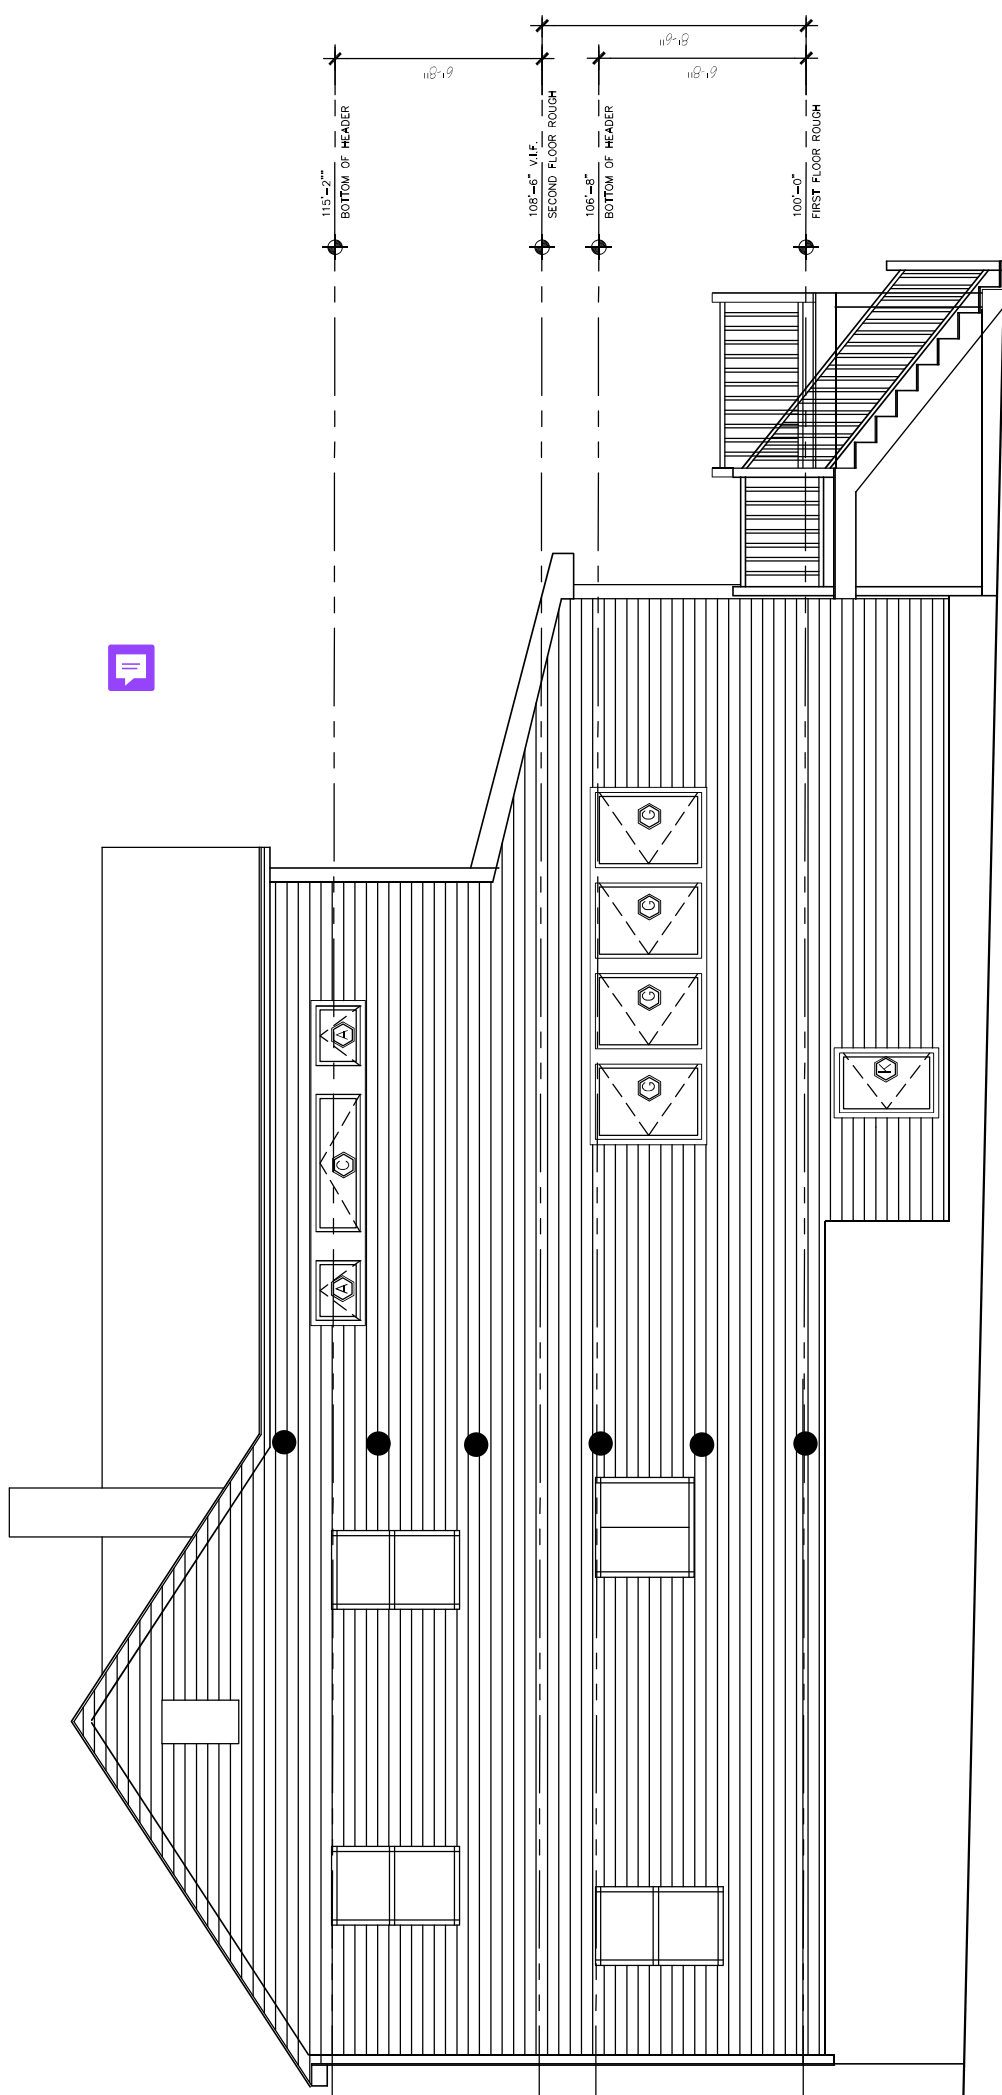 115'-2""
BOTTOM OF HEADER
108'-6" V.I.F.
SECOND FLOOR ROUGH
106'-8"
BOTTOM OF HEADER
100'-0"
FIRST FLOOR ROUGH
6'-8"
8'-6"
6'-8"
A
C
A
G
G
G
G
K